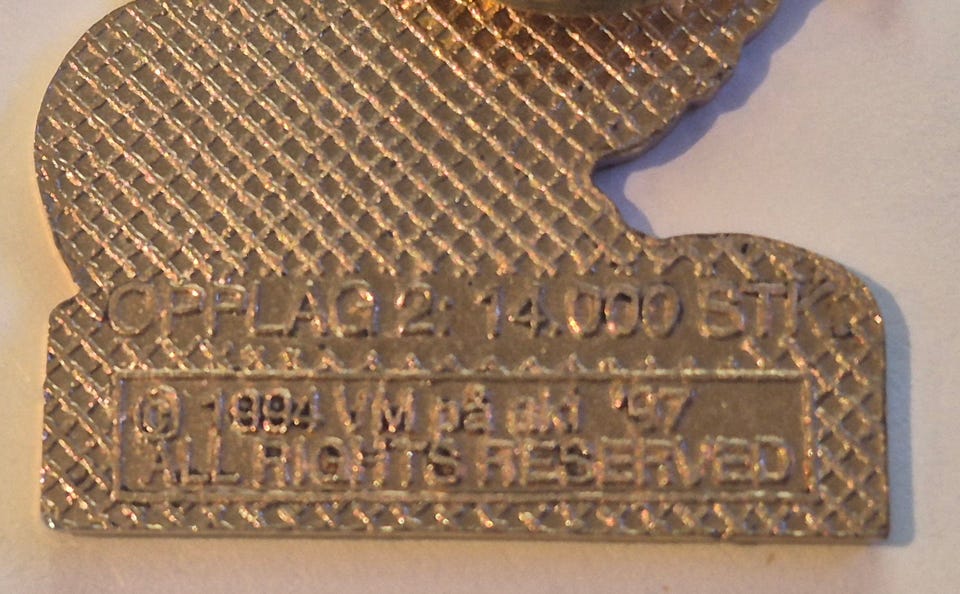 OPPLAG 2: 14.000 STK.
© 1994 VM på ski '97
ALL RIGHTS RESERVED